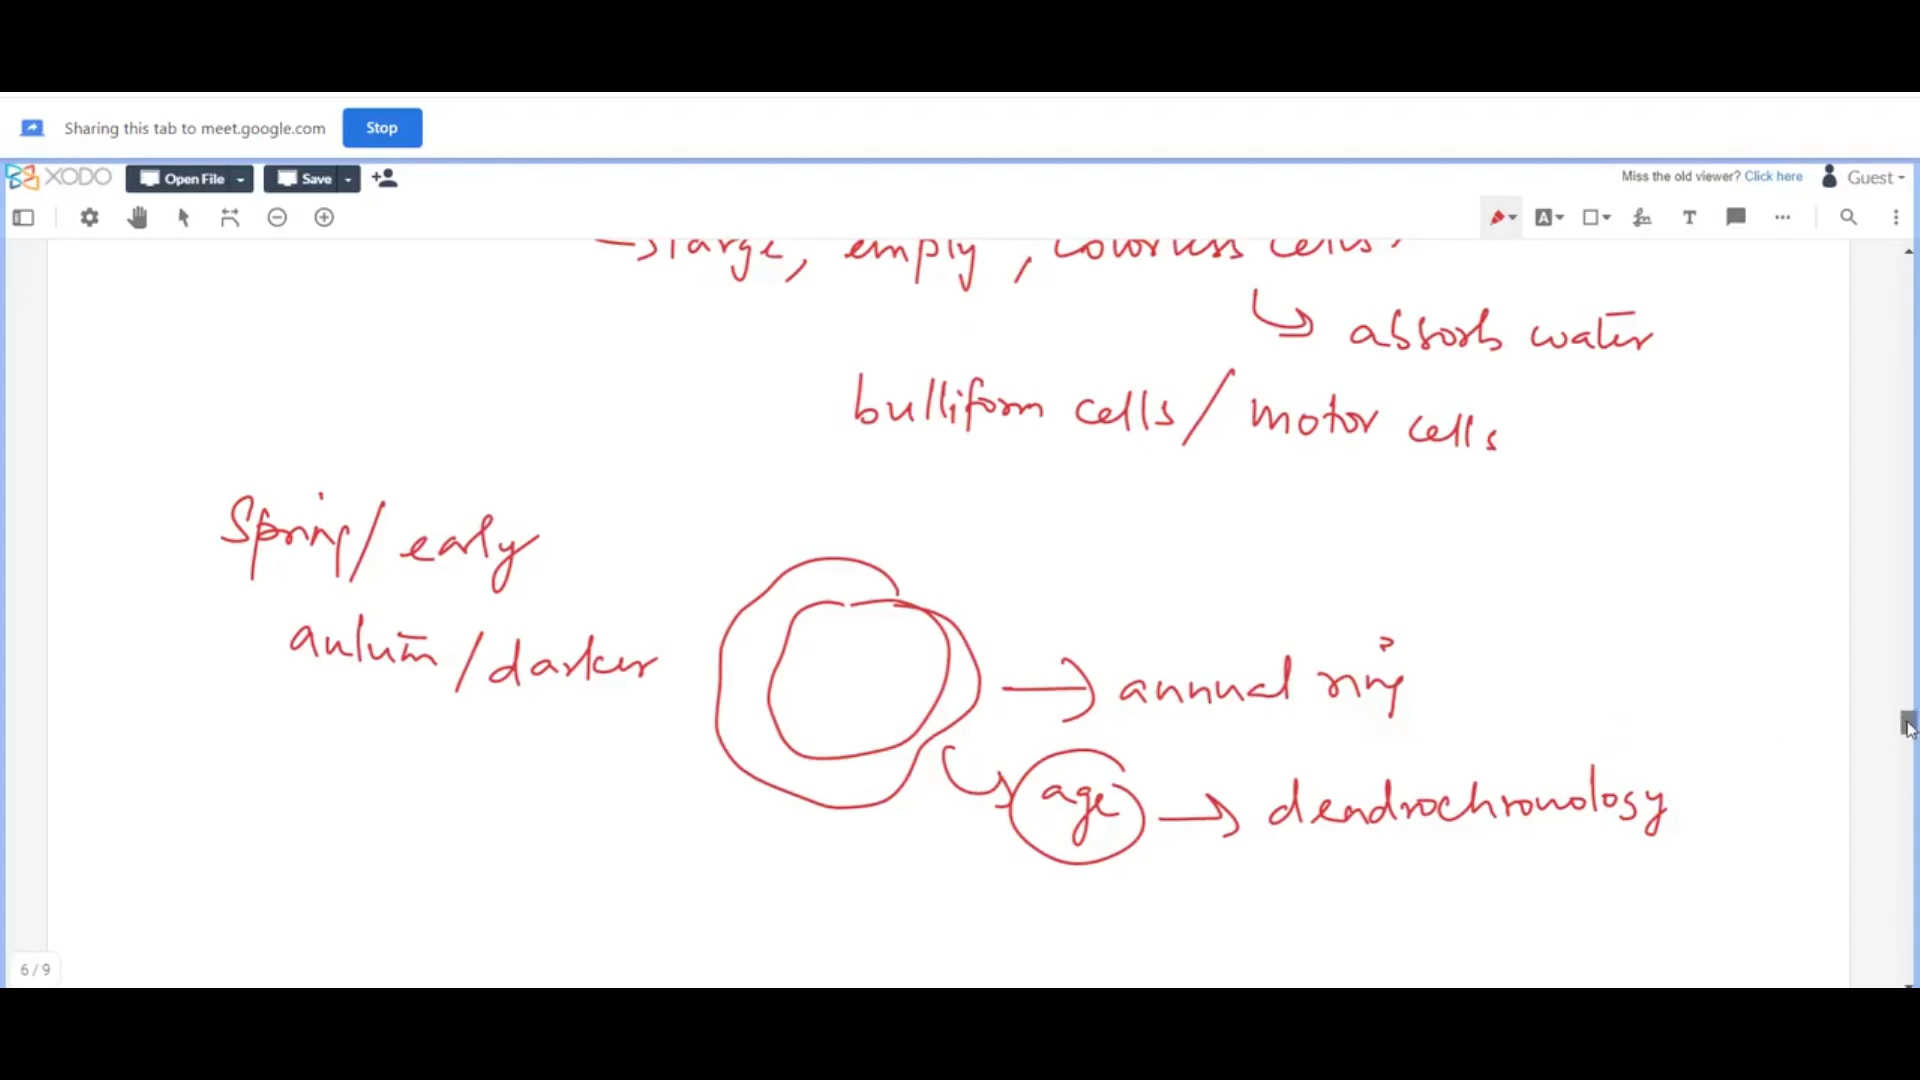 Sharing this tab to meet.google.com Stop
XODO Open File Save Miss the old viewer? Click here Guest
A T
→ large, empty, colorless cells.
↳ absorb water
bulliform cells / motor cells
Spring / early
autum / darker
→ annual ring
age → dendrochronology
6 / 9